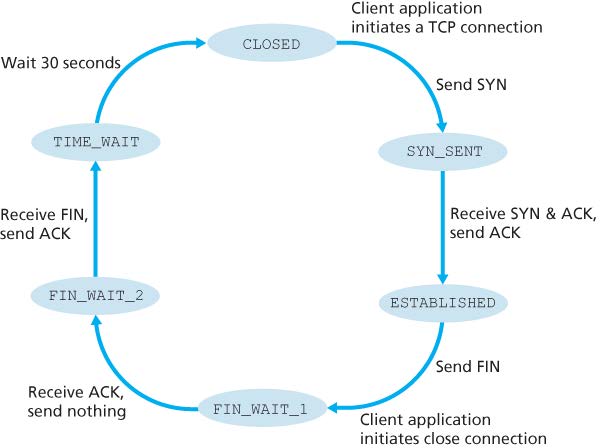 Client application
initiates a TCP connection
CLOSED
Wait 30 seconds
Send SYN
TIME_WAIT
SYN_SENT
Receive FIN,
send ACK
Receive SYN & ACK,
send ACK
FIN_WAIT_2
ESTABLISHED
Send FIN
Receive ACK,
send nothing
FIN_WAIT_1
Client application
initiates close connection